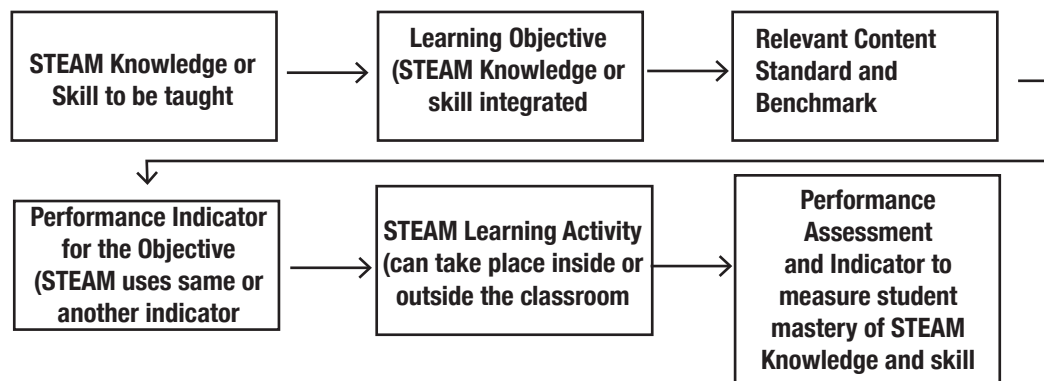 STEAM Knowledge or
Skill to be taught
Learning Objective
(STEAM Knowledge or
skill integrated
Relevant Content
Standard and
Benchmark
Performance Indicator
for the Objective
(STEAM uses same or
another indicator
STEAM Learning Activity
(can take place inside or
outside the classroom
Performance
Assessment
and Indicator to
measure student
mastery of STEAM
Knowledge and skill